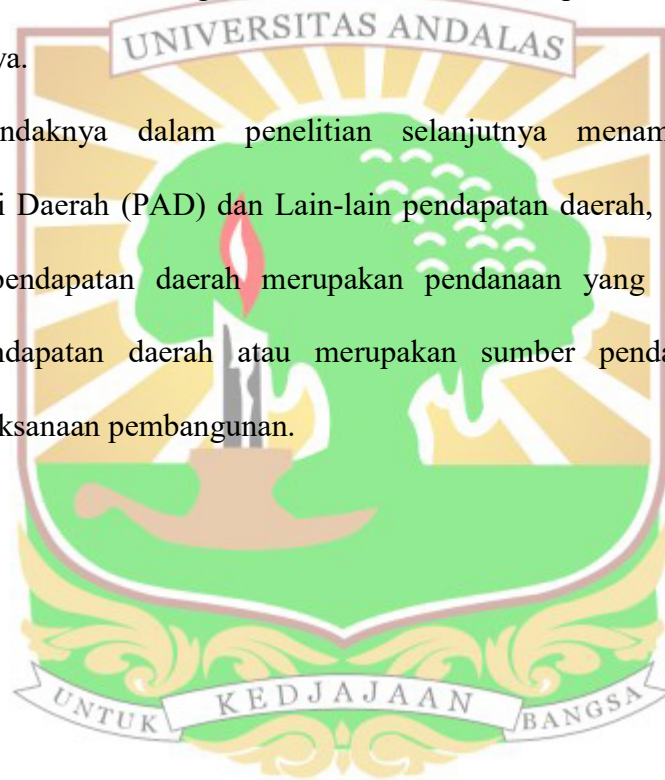 UNIVERSITAS ANDALAS
ya.
ndaknya dalam penelitian selanjutnya menam
i Daerah (PAD) dan Lain-lain pendapatan daerah,
pendapatan daerah merupakan pendanaan yang
ndapatan daerah atau merupakan sumber penda
ksanaan pembangunan.
UNTUK KEDJAJAAN BANGSA